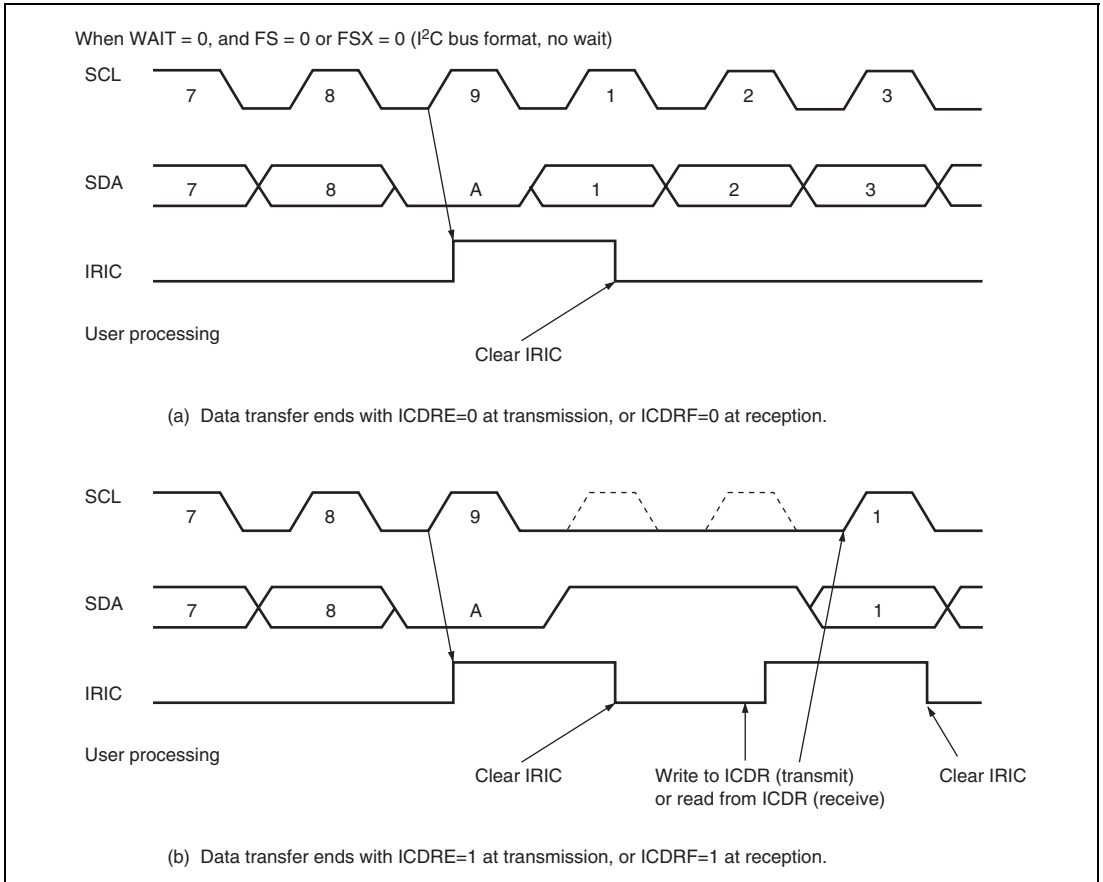 When WAIT = 0, and FS = 0 or FSX = 0 (I²C bus format, no wait)
SCL
7 8 9 1 2 3
SDA
7 8 A 1 2 3
IRIC
User processing
Clear IRIC
(a) Data transfer ends with ICDRE=0 at transmission, or ICDRF=0 at reception.
SCL
7 8 9 1
SDA
7 8 A 1
IRIC
User processing
Clear IRIC Write to ICDR (transmit) Clear IRIC
or read from ICDR (receive)
(b) Data transfer ends with ICDRE=1 at transmission, or ICDRF=1 at reception.